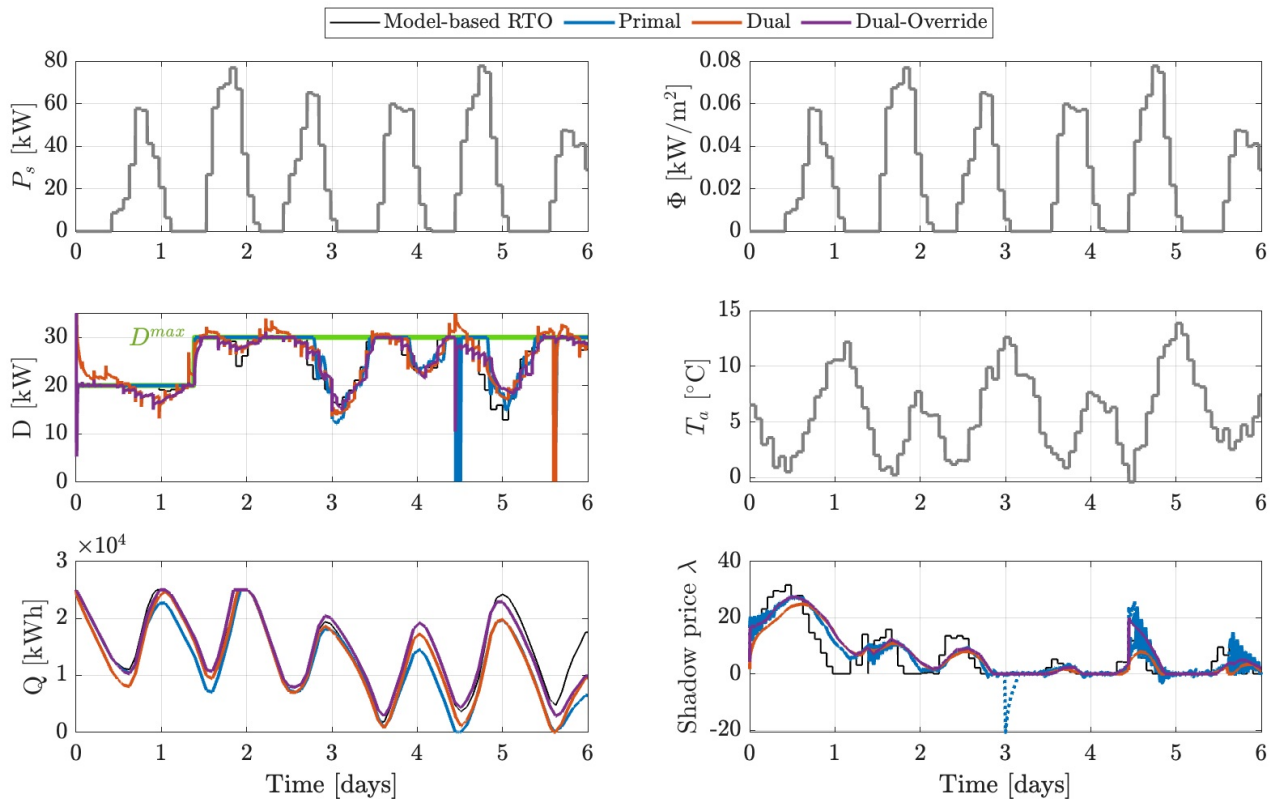 Model-based RTO Primal Dual Dual-Override
80
60
40
20
0
P_s [kW]
0 1 2 3 4 5 6
0.08
0.06
0.04
0.02
0
Φ [kW/m²]
0 1 2 3 4 5 6
30
20
10
0
D [kW]
D^max
0 1 2 3 4 5 6
15
10
5
0
T_a [°C]
0 1 2 3 4 5 6
×10⁴
3
2
1
0
Q [kWh]
0 1 2 3 4 5 6
Time [days]
40
20
0
-20
Shadow price λ
0 1 2 3 4 5 6
Time [days]